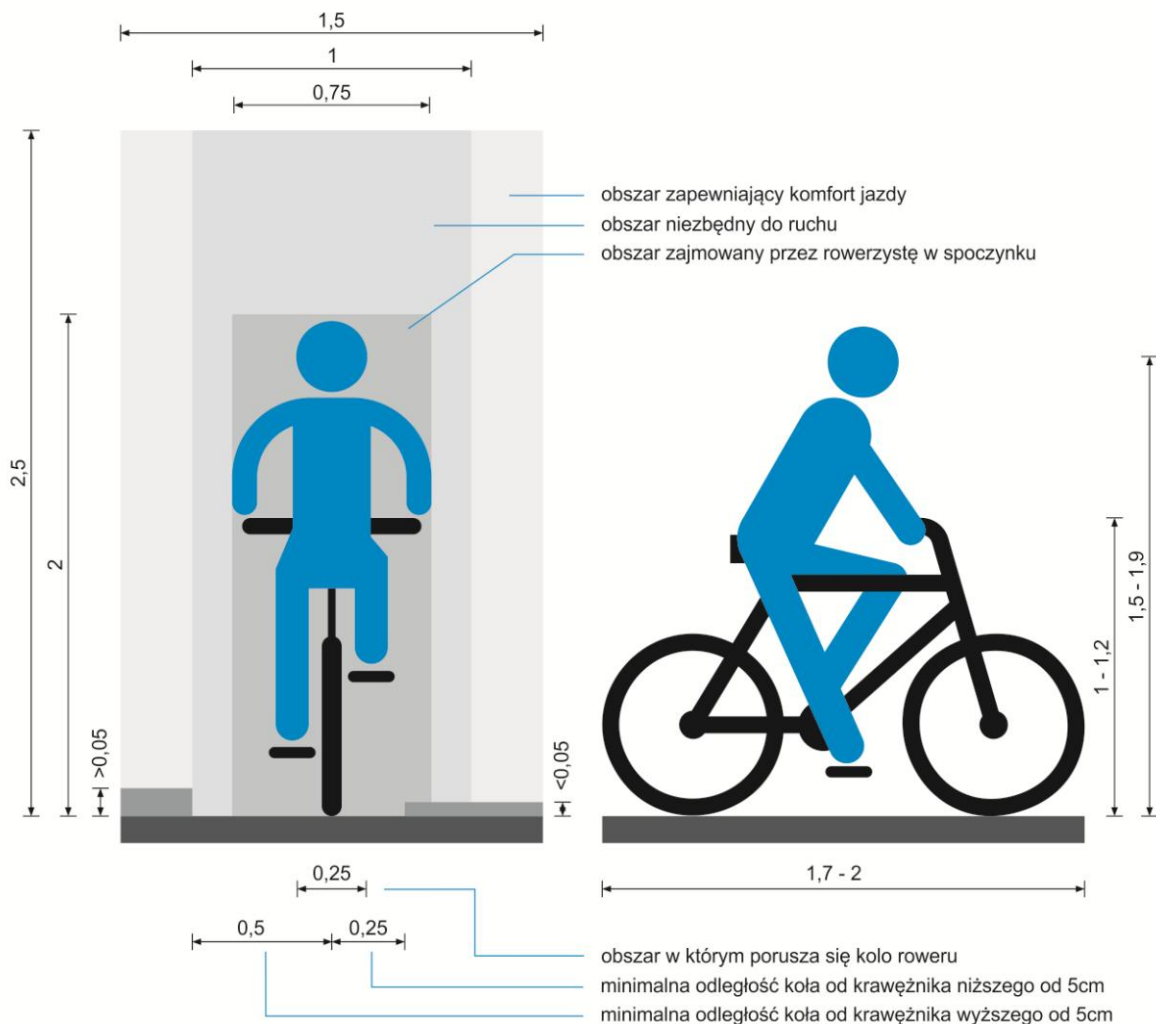 1,5
1
0,75
obszar zapewniający komfort jazdy
obszar niezbędny do ruchu
obszar zajmowany przez rowerzystę w spoczynku
2,5
2
>0,05
<0,05
1 - 1,2
1,5 - 1,9
0,25
1,7 - 2
0,5
0,25
obszar w którym porusza się kolo roweru
minimalna odległość koła od krawężnika niższego od 5cm
minimalna odległość koła od krawężnika wyższego od 5cm